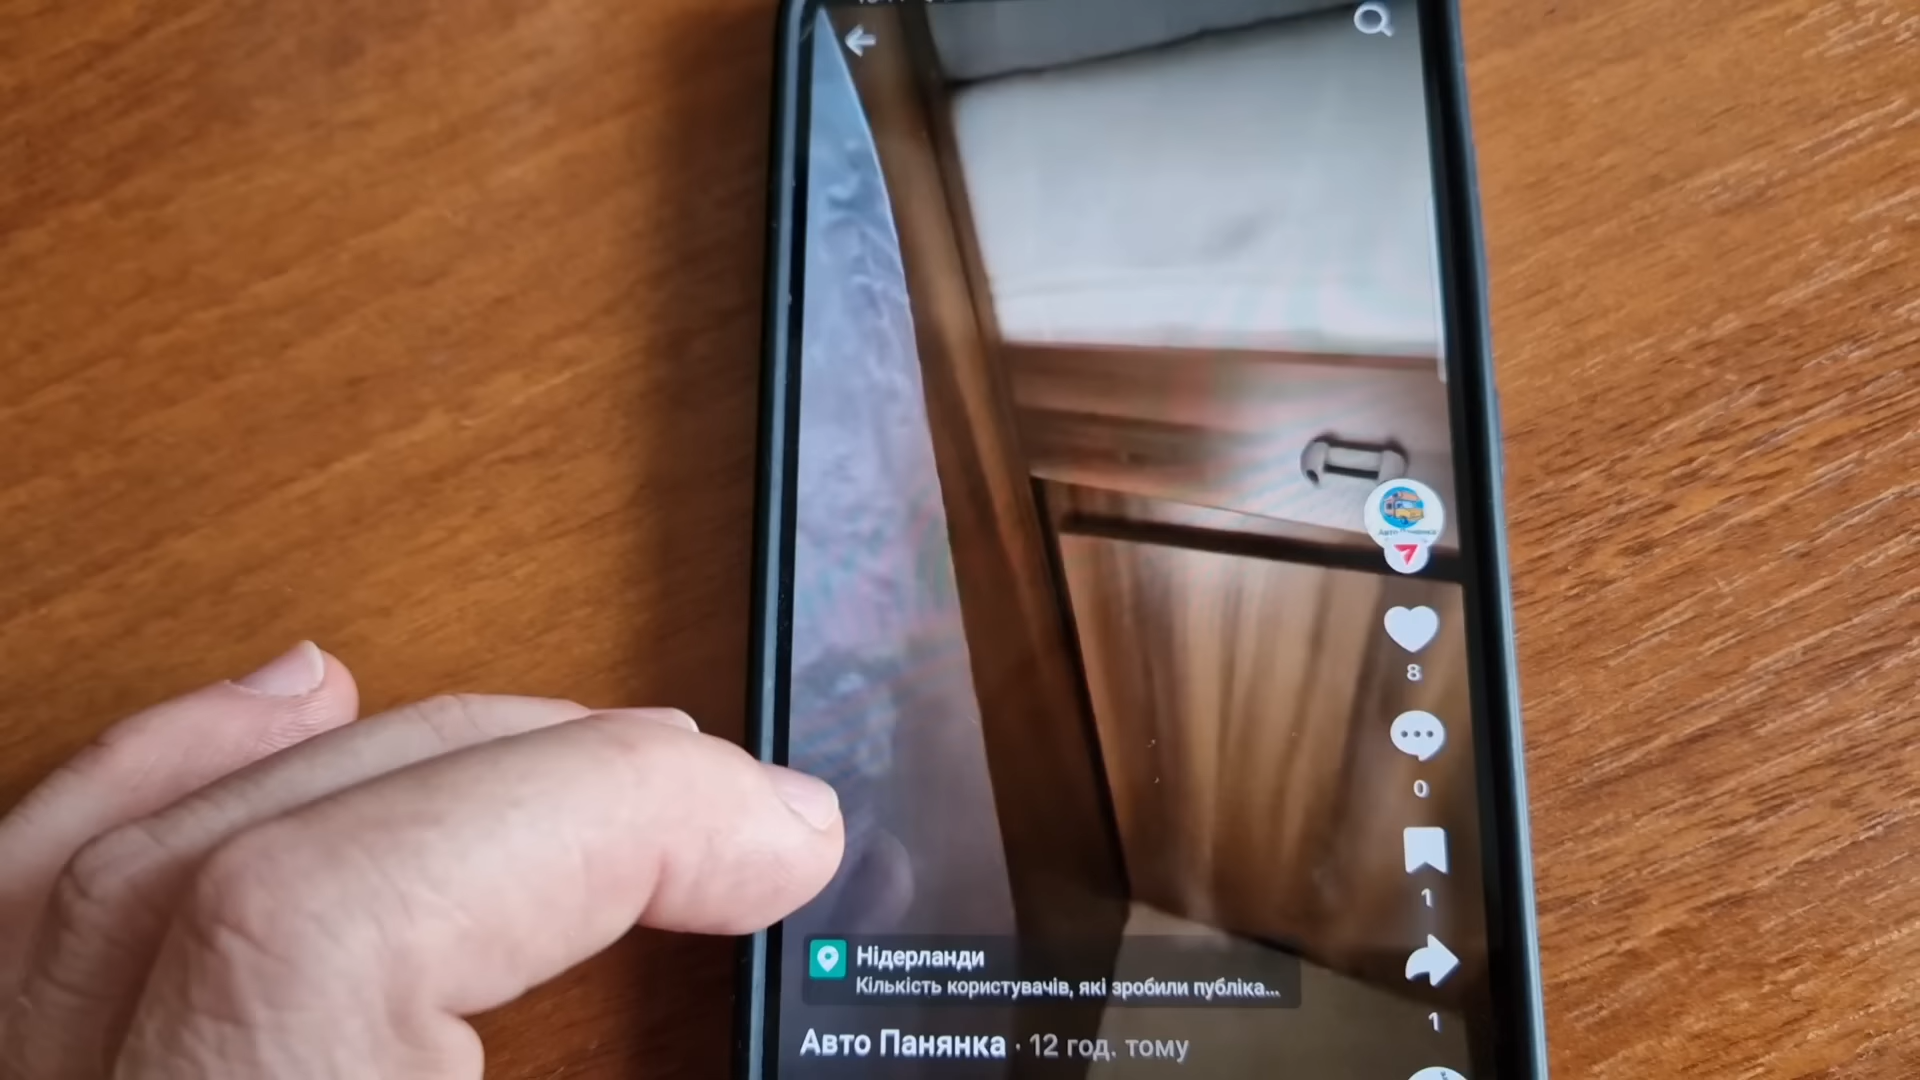 8
0
1
1
Нідерланди
Кількість користувачів, які зробили публіка...
Авто Панянка · 12 год. тому